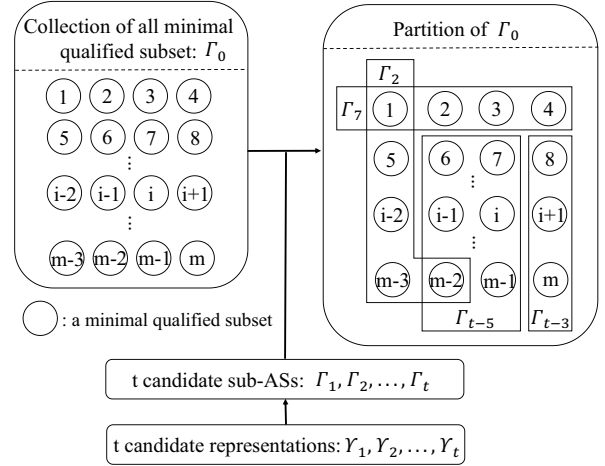 Collection of all minimal
qualified subset: Γ₀
1 2 3 4
5 6 7 8
⋮
i-2 i-1 i i+1
⋮
m-3 m-2 m-1 m
: a minimal qualified subset
Partition of Γ₀
Γ₂
Γ₇ 1 2 3 4
5 6 7 8
⋮
i-2 i-1 i i+1
⋮
m-3 m-2 m-1 m
Γₜ₋₅ Γₜ₋₃
t candidate sub-ASs: Γ₁, Γ₂, …, Γₜ
t candidate representations: Υ₁, Υ₂, …, Υₜ